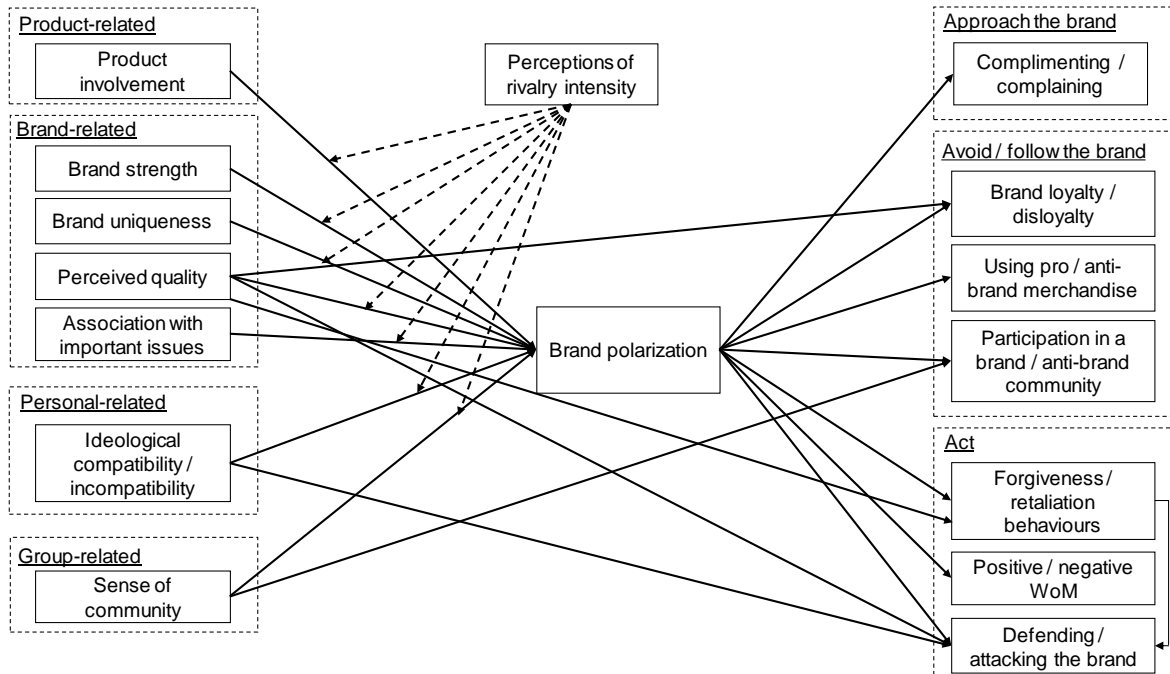 Product-related
Product
involvement
Brand-related
Brand strength
Brand uniqueness
Perceived quality
Association with
important issues
Personal-related
Ideological
compatibility /
incompatibility
Group-related
Sense of
community
Perceptions of
rivalry intensity
Brand polarization
Approach the brand
Complimenting /
complaining
Avoid / follow the brand
Brand loyalty /
disloyalty
Using pro / anti-
brand merchandise
Participation in a
brand / anti-brand
community
Act
Forgiveness /
retaliation
behaviours
Positive / negative
WoM
Defending /
attacking the brand